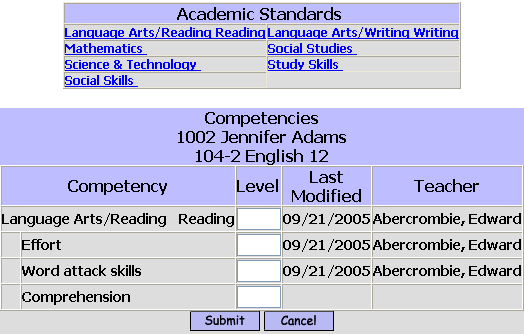 Academic Standards
Language Arts/Reading Reading Language Arts/Writing Writing
Mathematics Social Studies
Science & Technology Study Skills
Social Skills
Competencies
1002 Jennifer Adams
104-2 English 12
Competency Level Last Modified Teacher
Language Arts/Reading Reading 09/21/2005 Abercrombie, Edward
Effort 09/21/2005 Abercrombie, Edward
Word attack skills 09/21/2005 Abercrombie, Edward
Comprehension
Submit Cancel